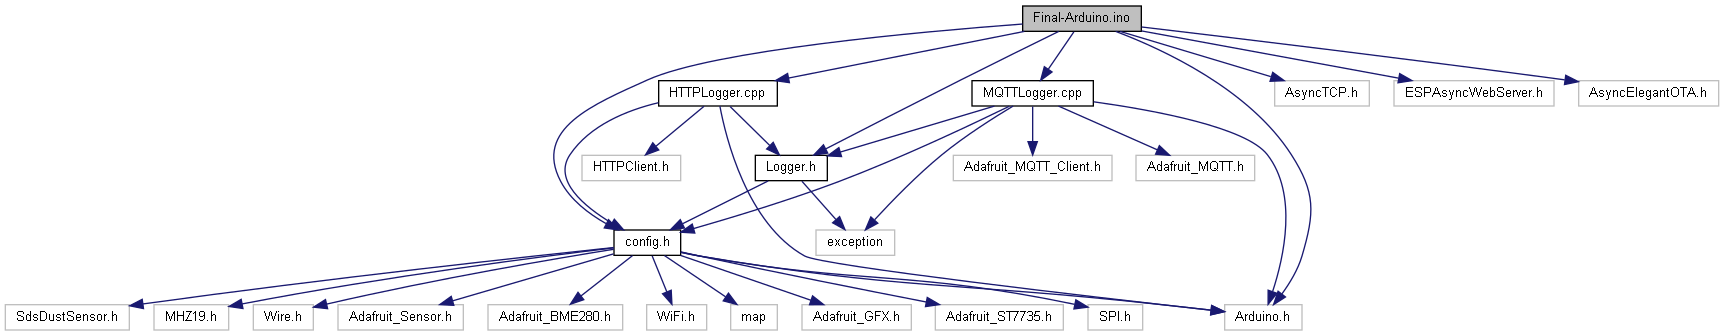 Final-Arduino.ino
HTTPLogger.cpp
MQTTLogger.cpp
AsyncTCP.h
ESPAsyncWebServer.h
AsyncElegantOTA.h
HTTPClient.h
Logger.h
Adafruit_MQTT_Client.h
Adafruit_MQTT.h
config.h
exception
SdsDustSensor.h
MHZ19.h
Wire.h
Adafruit_Sensor.h
Adafruit_BME280.h
WiFi.h
map
Adafruit_GFX.h
Adafruit_ST7735.h
SPI.h
Arduino.h